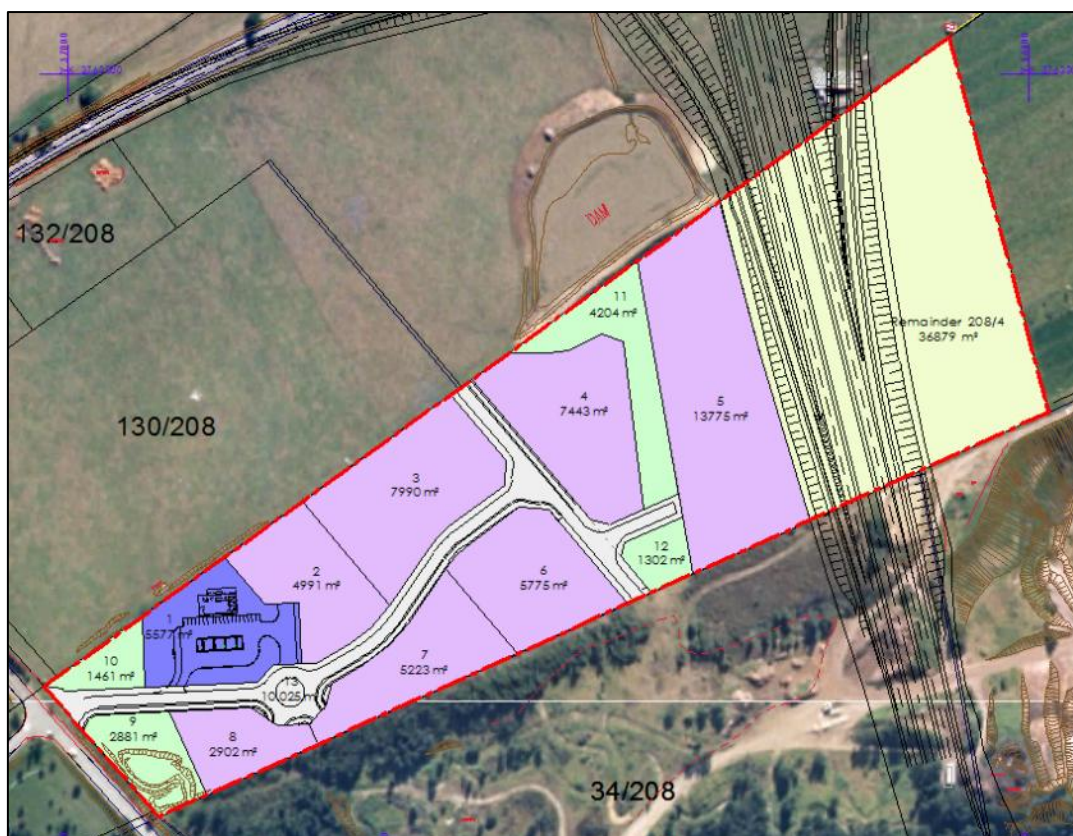 DAM
132/208
11
4204 m²
Remainder 208/4
36879 m²
4
7443 m²
5
13775 m²
130/208
3
7990 m²
2
4991 m²
12
1302 m²
6
5775 m²
1
5577 m²
10
1461 m²
7
5223 m²
13
10,025 m
9
2881 m²
8
2902 m²
34/208